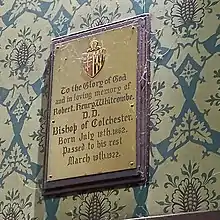 To the Glory of God
and in loving memory of
Robert Henry Whitcombe.
D.D.
Bishop of Colchester.
Born July 18th 1862.
Passed to his rest
March 19th 1922.